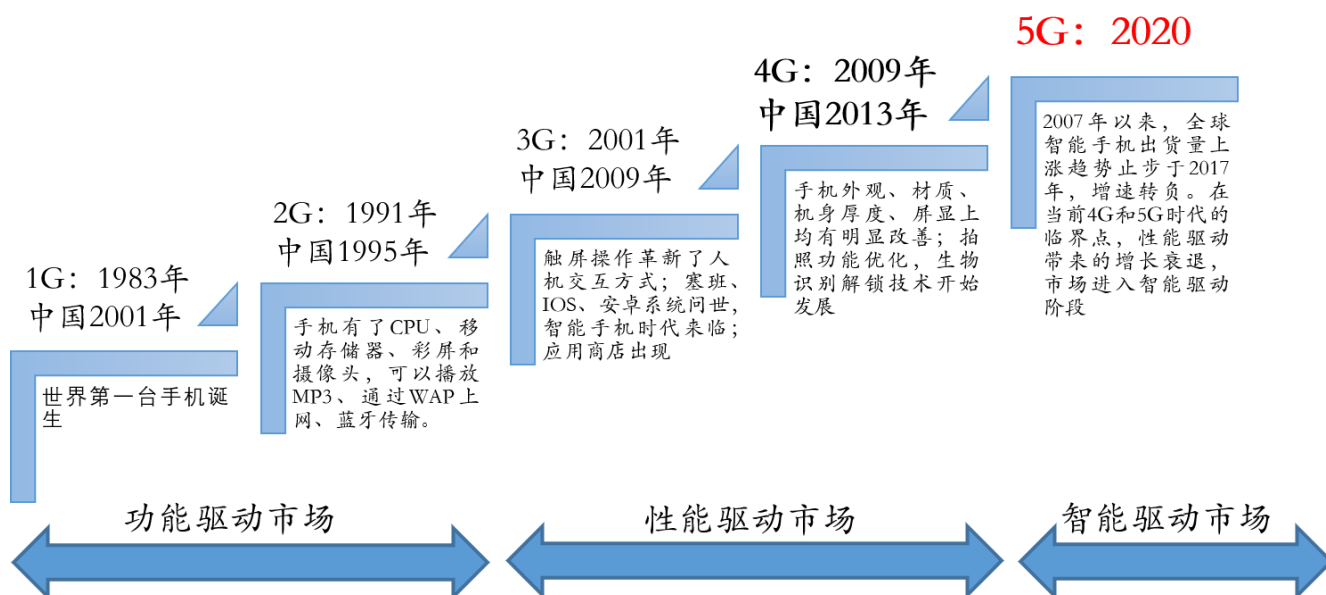 1G：1983年
中国2001年
世界第一台手机诞
生
2G：1991年
中国1995年
手机有了CPU、移
动存储器、彩屏和
摄像头，可以播放
MP3、通过WAP上
网、蓝牙传输。
3G：2001年
中国2009年
触屏操作革新了人
机交互方式；塞班、
IOS、安卓系统问世，
智能手机时代来临；
应用商店出现
4G：2009年
中国2013年
手机外观、材质、
机身厚度、屏显上
均有明显改善；拍
照功能优化，生物
识别解锁技术开始
发展
5G：2020
2007年以来，全球
智能手机出货量上
涨趋势止步于2017
年，增速转负。在
当前4G和5G时代的
临界点，性能驱动
带来的增长衰退，
市场进入智能驱动
阶段
功能驱动市场
性能驱动市场
智能驱动市场